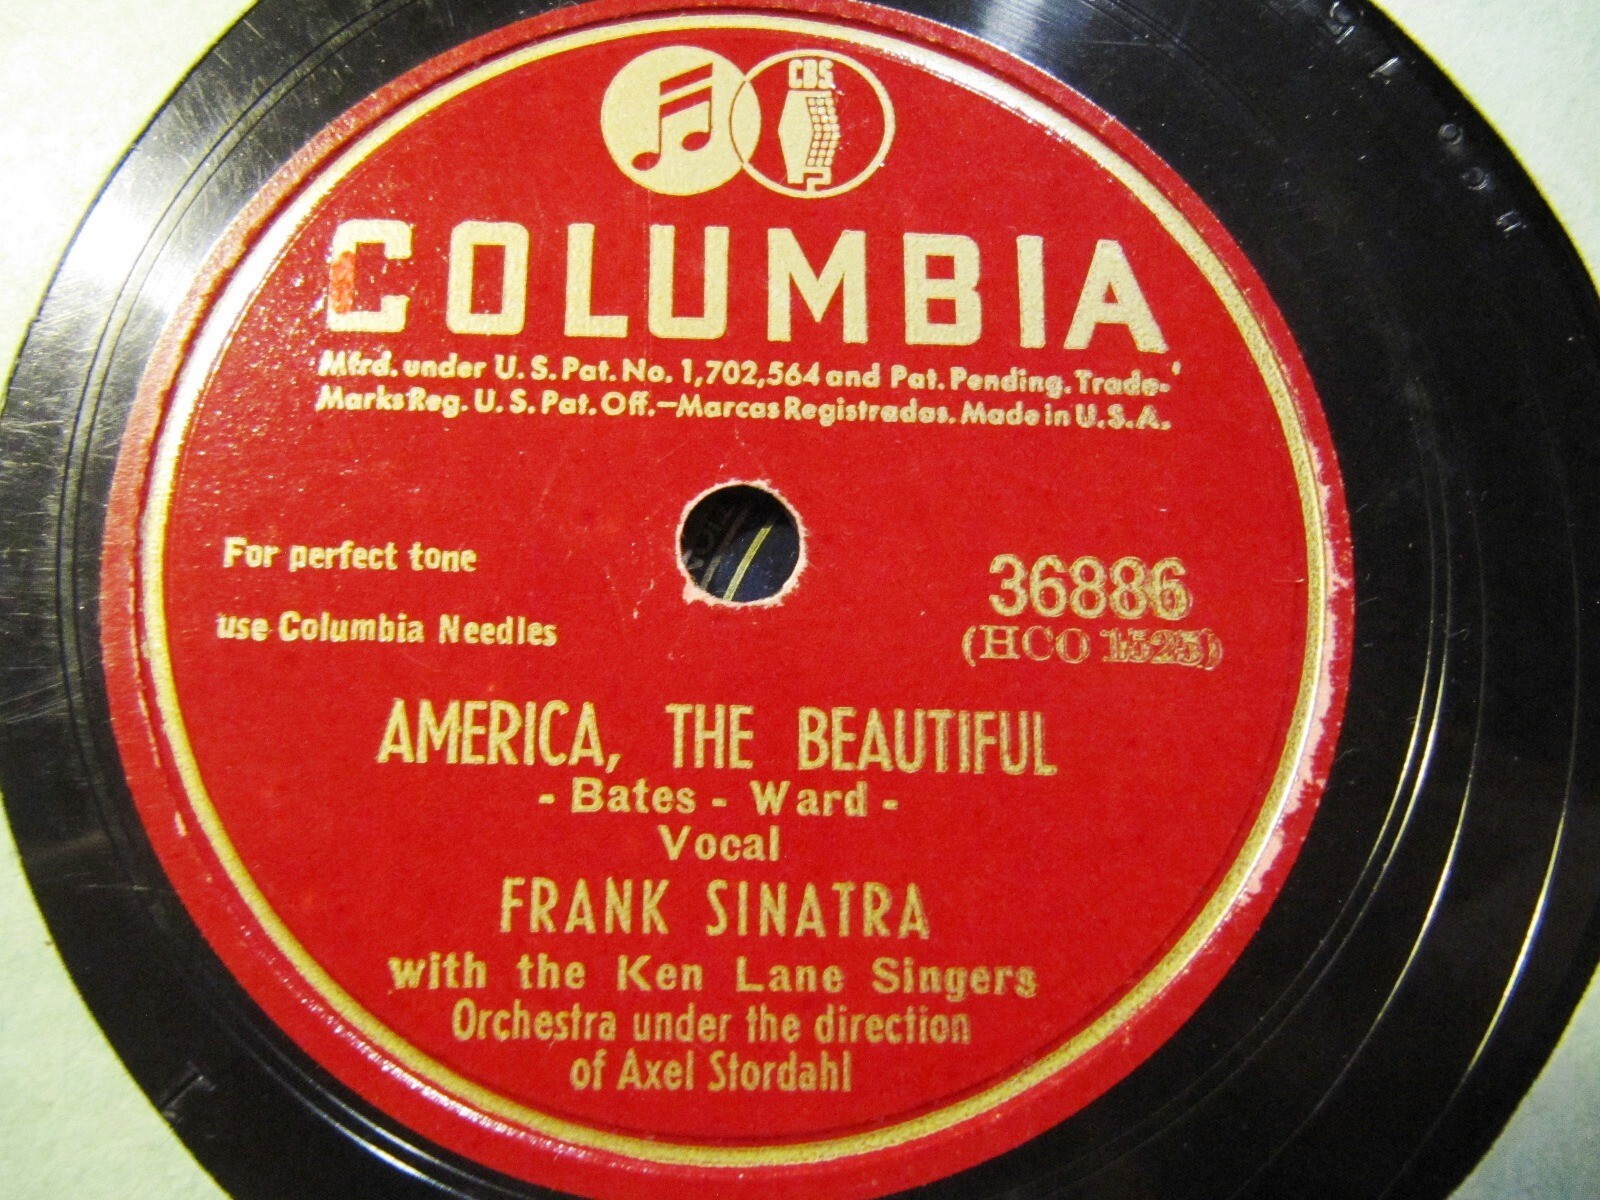 CBS
COLUMBIA
Mfrd. under U. S. Pat. No. 1,702,564 and Pat. Pending. Trade-
Marks Reg. U. S. Pat. Off.—Marcas Registradas. Made in U.S.A.
For perfect tone
use Columbia Needles
36886
(HCO 1525)
AMERICA, THE BEAUTIFUL
- Bates - Ward -
Vocal
FRANK SINATRA
with the Ken Lane Singers
Orchestra under the direction
of Axel Stordahl